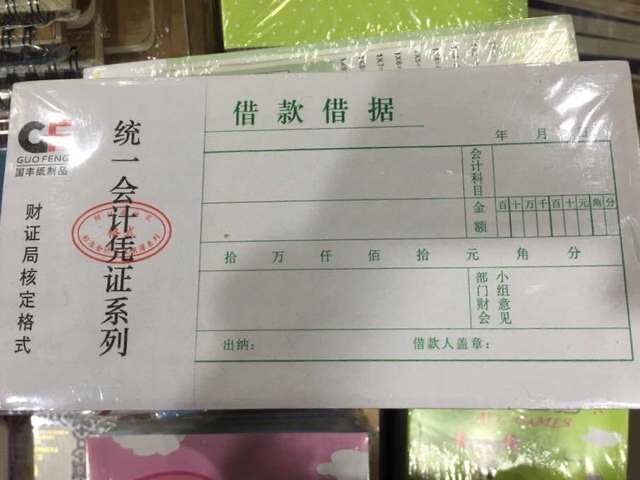 借款借据
年 月
GUO FENG
国丰纸制品
财证局核定格式
统一会计凭证系列
会计科目
金额
百 十 万 千 百 十 元 角 分
拾 万 仟 佰 拾 元 角 分
部门财会
小组意见
出纳：
借款人盖章：